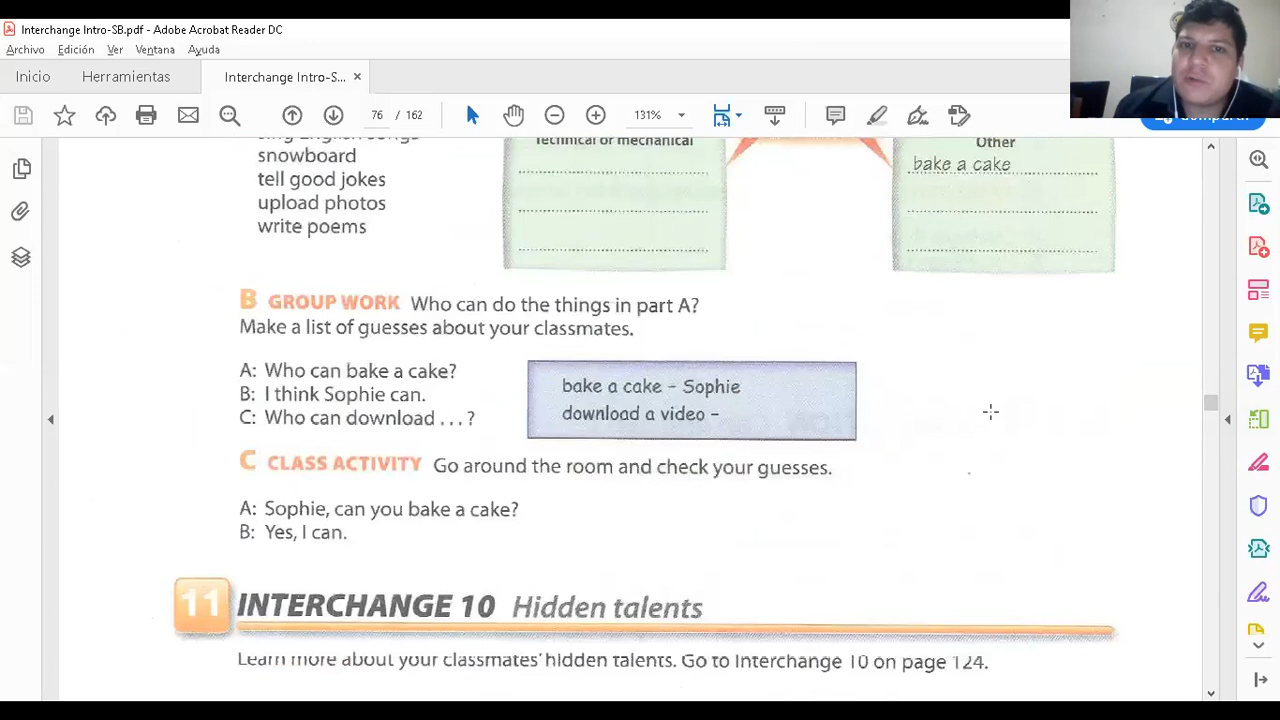 Interchange Intro-SB.pdf - Adobe Acrobat Reader DC
Archivo Edición Ver Ventana Ayuda
Inicio Herramientas Interchange Intro-S... ×
76 / 162 131%
sing English songs
snowboard
tell good jokes
upload photos
write poems
Technical or mechanical
Other
bake a cake
B GROUP WORK Who can do the things in part A?
Make a list of guesses about your classmates.
A: Who can bake a cake?
B: I think Sophie can.
C: Who can download . . . ?
bake a cake – Sophie
download a video –
C CLASS ACTIVITY Go around the room and check your guesses.
A: Sophie, can you bake a cake?
B: Yes, I can.
11 INTERCHANGE 10 Hidden talents
Learn more about your classmates' hidden talents. Go to Interchange 10 on page 124.